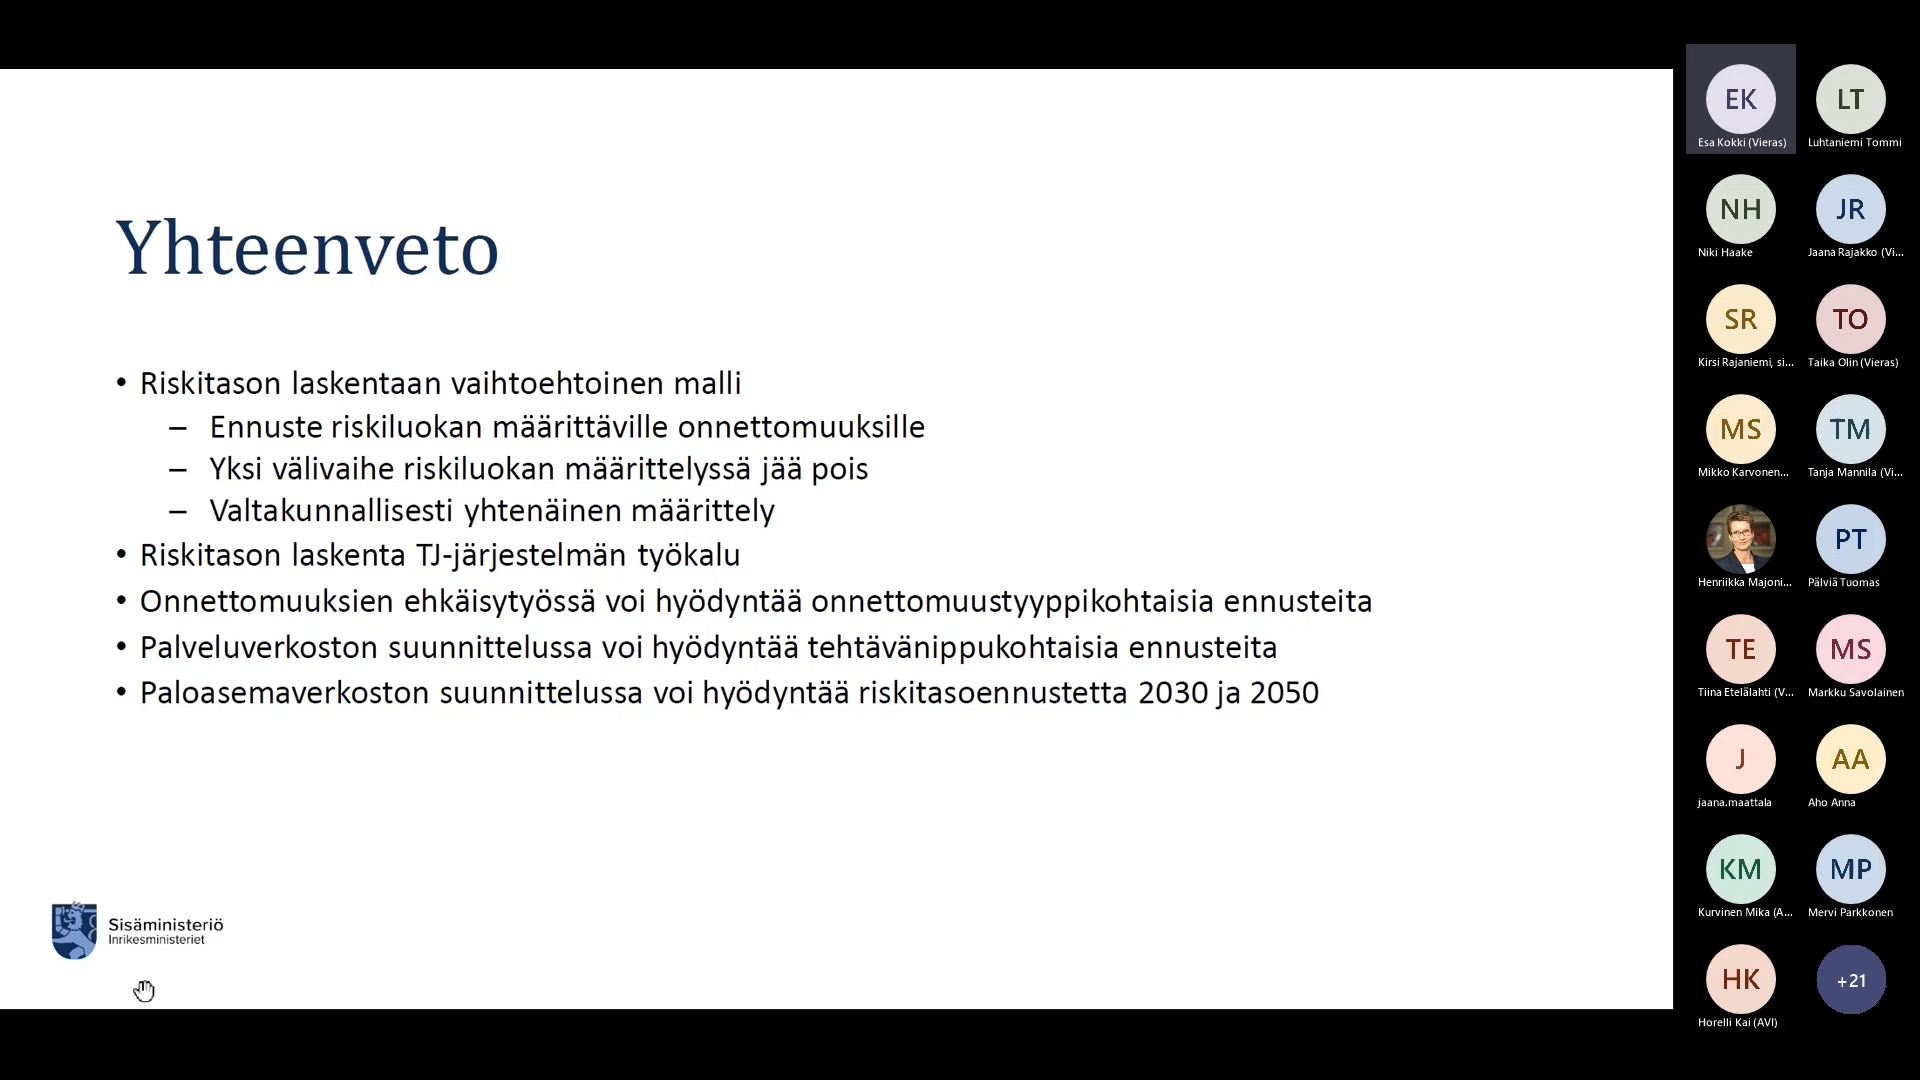 Yhteenveto
• Riskitason laskentaan vaihtoehtoinen malli
– Ennuste riskiluokan määrittäville onnettomuuksille
– Yksi välivaihe riskiluokan määrittelyssä jää pois
– Valtakunnallisesti yhtenäinen määrittely
• Riskitason laskenta TJ-järjestelmän työkalu
• Onnettomuuksien ehkäisytyössä voi hyödyntää onnettomuustyyppikohtaisia ennusteita
• Palveluverkoston suunnittelussa voi hyödyntää tehtävänippukohtaisia ennusteita
• Paloasemaverkoston suunnittelussa voi hyödyntää riskitasoennustetta 2030 ja 2050
Sisäministeriö
Inrikesministeriet
EK
Esa Kokki (Vieras)
LT
Luhtaniemi Tommi
NH
Niki Haake
JR
Jaana Rajakko (Vi...
SR
Kirsi Rajaniemi, si...
TO
Taika Olin (Vieras)
MS
Mikko Karvonen...
TM
Tanja Mannila (Vi...
Henriikka Majoni...
PT
Pälviä Tuomas
TE
Tiina Etelälahti (V...
MS
Markku Savolainen
J
jaana.maattala
AA
Aho Anna
KM
Kurvinen Mika (A...
MP
Mervi Parkkonen
HK
Horelli Kai (AVI)
+21